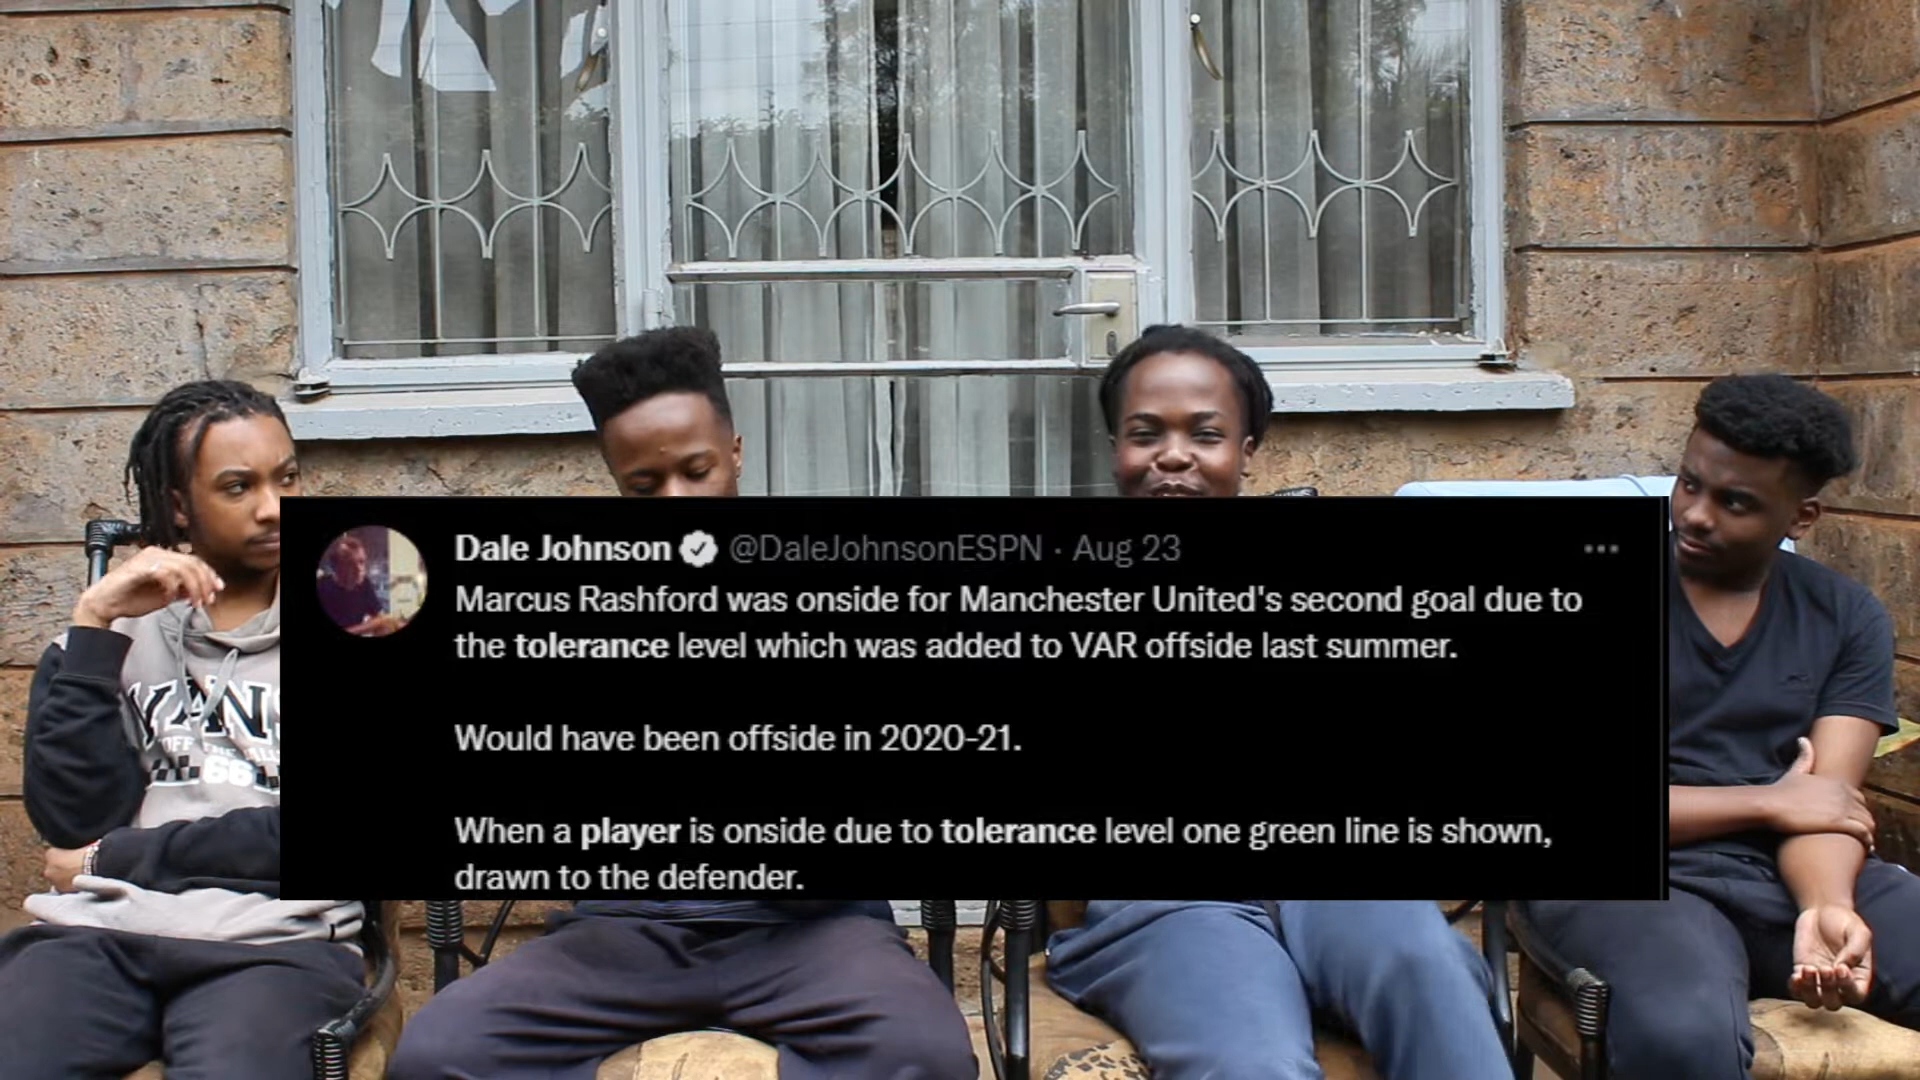 Dale Johnson @DaleJohnsonESPN · Aug 23
Marcus Rashford was onside for Manchester United's second goal due to
the tolerance level which was added to VAR offside last summer.
Would have been offside in 2020-21.
When a player is onside due to tolerance level one green line is shown,
drawn to the defender.
VANS
66